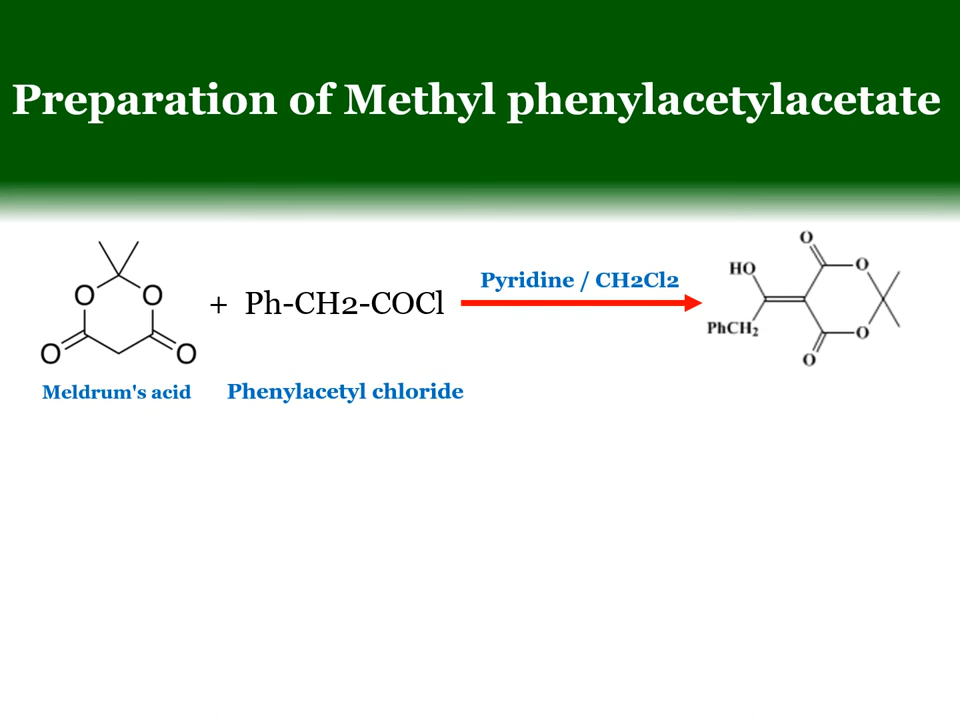 Preparation of Methyl phenylacetylacetate
O O
O O
+ Ph-CH2-COCl
Pyridine / CH2Cl2
O
HO O
PhCH2 O
O
Meldrum's acid Phenylacetyl chloride